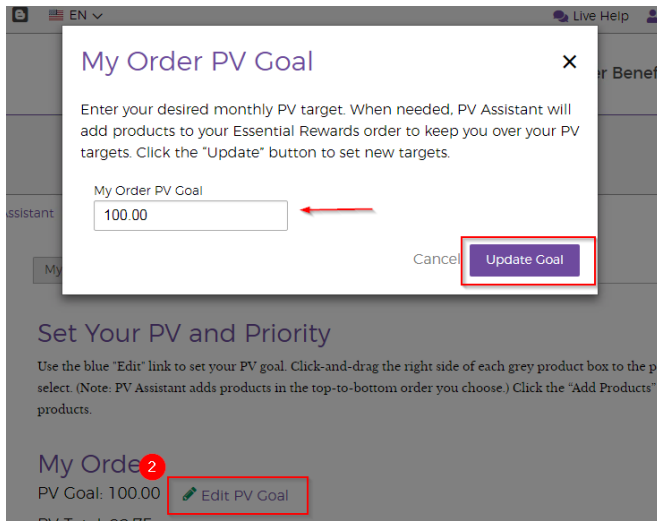 EN
Live Help
My Order PV Goal
er Benef
Enter your desired monthly PV target. When needed, PV Assistant will
add products to your Essential Rewards order to keep you over your PV
targets. Click the "Update" button to set new targets.
My Order PV Goal
100.00
ssistant
Cancel
Update Goal
My
Set Your PV and Priority
Use the blue "Edit" link to set your PV goal. Click-and-drag the right side of each grey product box to the p
select. (Note: PV Assistant adds products in the top-to-bottom order you choose.) Click the “Add Products”
products.
My Orde
2
PV Goal: 100.00
Edit PV Goal